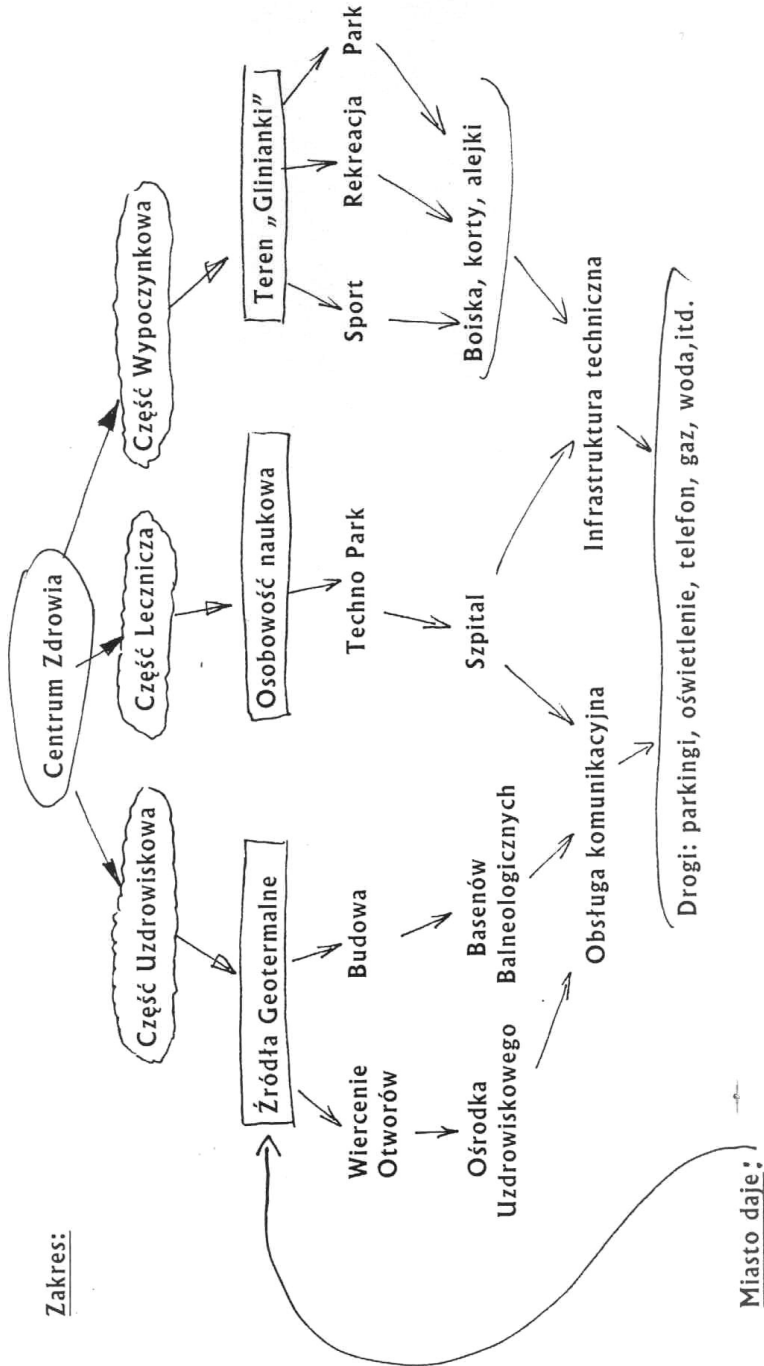 Zakres:
Centrum Zdrowia
Część Uzdrowiskowa
Część Lecznicza
Część Wypoczynkowa
Źródła Geotermalne
Osobowość naukowa
Teren „Glinianki”
Wiercenie
Otworów
Budowa
Techno Park
Sport
Rekreacja
Park
Ośrodka
Uzdrowiskowego
Basenów
Balneologicznych
Szpital
Boiska, korty, alejki
Obsługa komunikacyjna
Infrastruktura techniczna
Drogi: parkingi, oświetlenie, telefon, gaz, woda,itd.
Miasto daje: